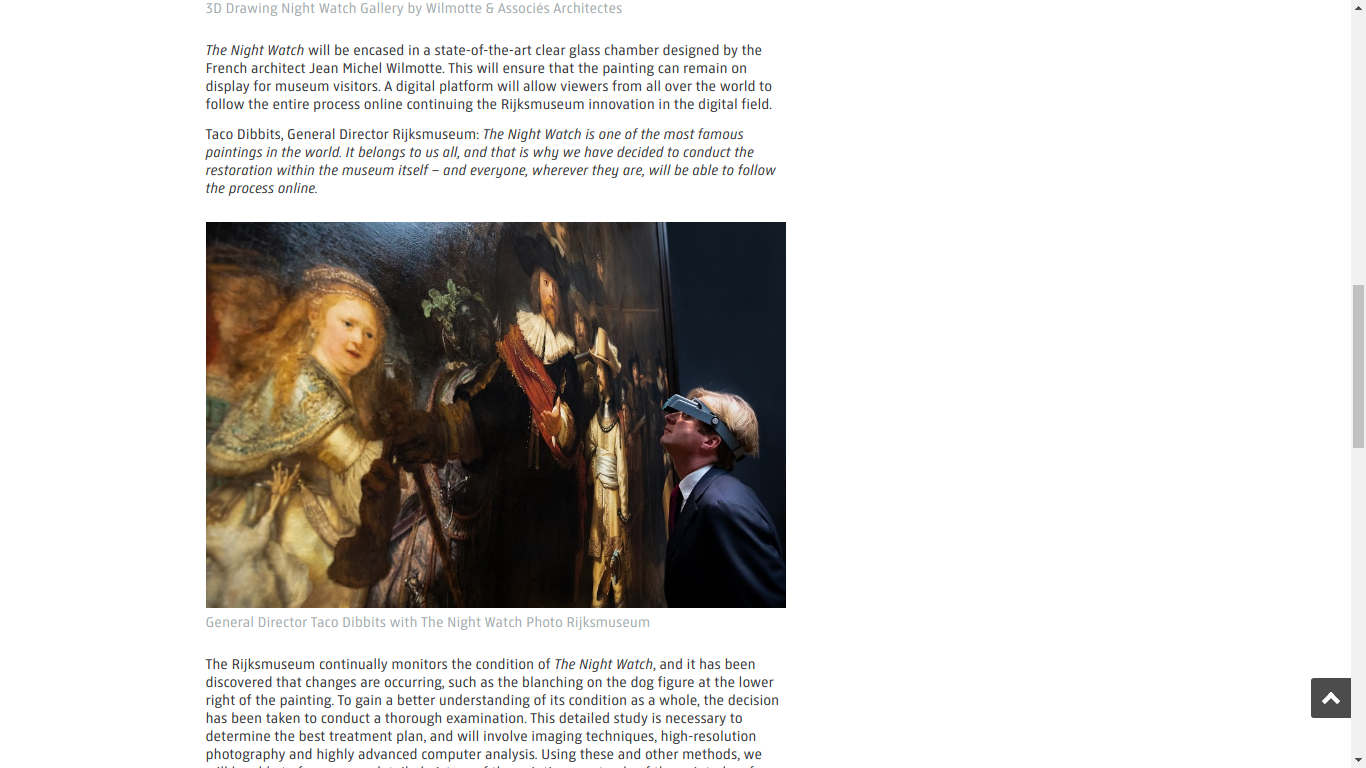 3D Drawing Night Watch Gallery by Wilmotte & Associés Architectes
The Night Watch will be encased in a state-of-the-art clear glass chamber designed by the
French architect Jean Michel Wilmotte. This will ensure that the painting can remain on
display for museum visitors. A digital platform will allow viewers from all over the world to
follow the entire process online continuing the Rijksmuseum innovation in the digital field.
Taco Dibbits, General Director Rijksmuseum: The Night Watch is one of the most famous
paintings in the world. It belongs to us all, and that is why we have decided to conduct the
restoration within the museum itself – and everyone, wherever they are, will be able to follow
the process online.
General Director Taco Dibbits with The Night Watch Photo Rijksmuseum
The Rijksmuseum continually monitors the condition of The Night Watch, and it has been
discovered that changes are occurring, such as the blanching on the dog figure at the lower
right of the painting. To gain a better understanding of its condition as a whole, the decision
has been taken to conduct a thorough examination. This detailed study is necessary to
determine the best treatment plan, and will involve imaging techniques, high-resolution
photography and highly advanced computer analysis. Using these and other methods, we